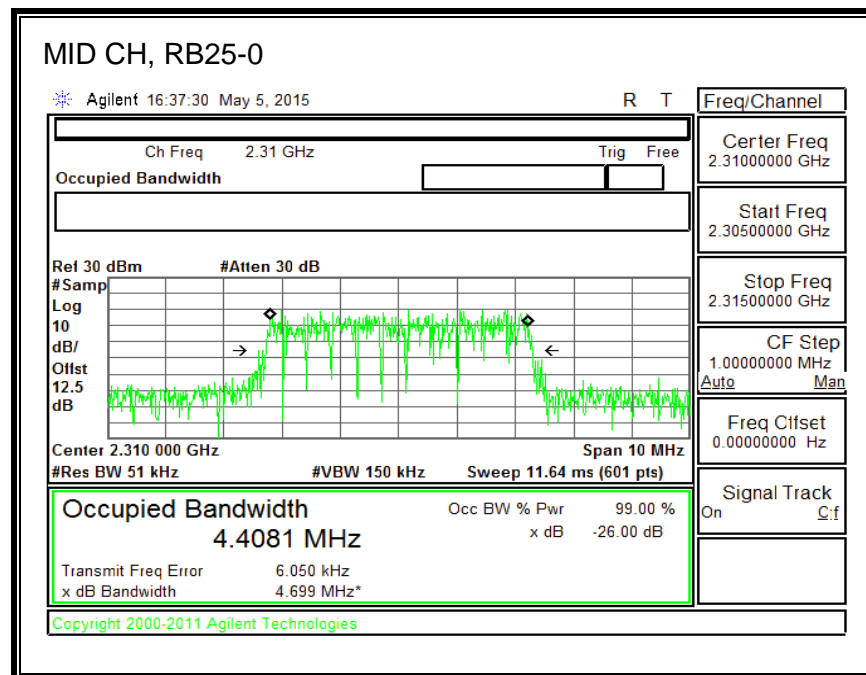 MID CH, RB25-0
Agilent 16:37:30 May 5, 2015 R T Freq/Channel
Ch Freq 2.31 GHz Trig Free
Occupied Bandwidth
Center Freq
2.31000000 GHz
Start Freq
2.30500000 GHz
Stop Freq
2.31500000 GHz
CF Step
1.00000000 MHz
Auto Man
Freq Offset
0.00000000 Hz
Signal Track
On Off
Ref 30 dBm #Atten 30 dB
#Samp
Log
10
dB/
Offst
12.5
dB
Center 2.310 000 GHz Span 10 MHz
#Res BW 51 kHz #VBW 150 kHz Sweep 11.64 ms (601 pts)
Occupied Bandwidth Occ BW % Pwr 99.00 %
4.4081 MHz x dB -26.00 dB
Transmit Freq Error 6.050 kHz
x dB Bandwidth 4.699 MHz*
Copyright 2000-2011 Agilent Technologies